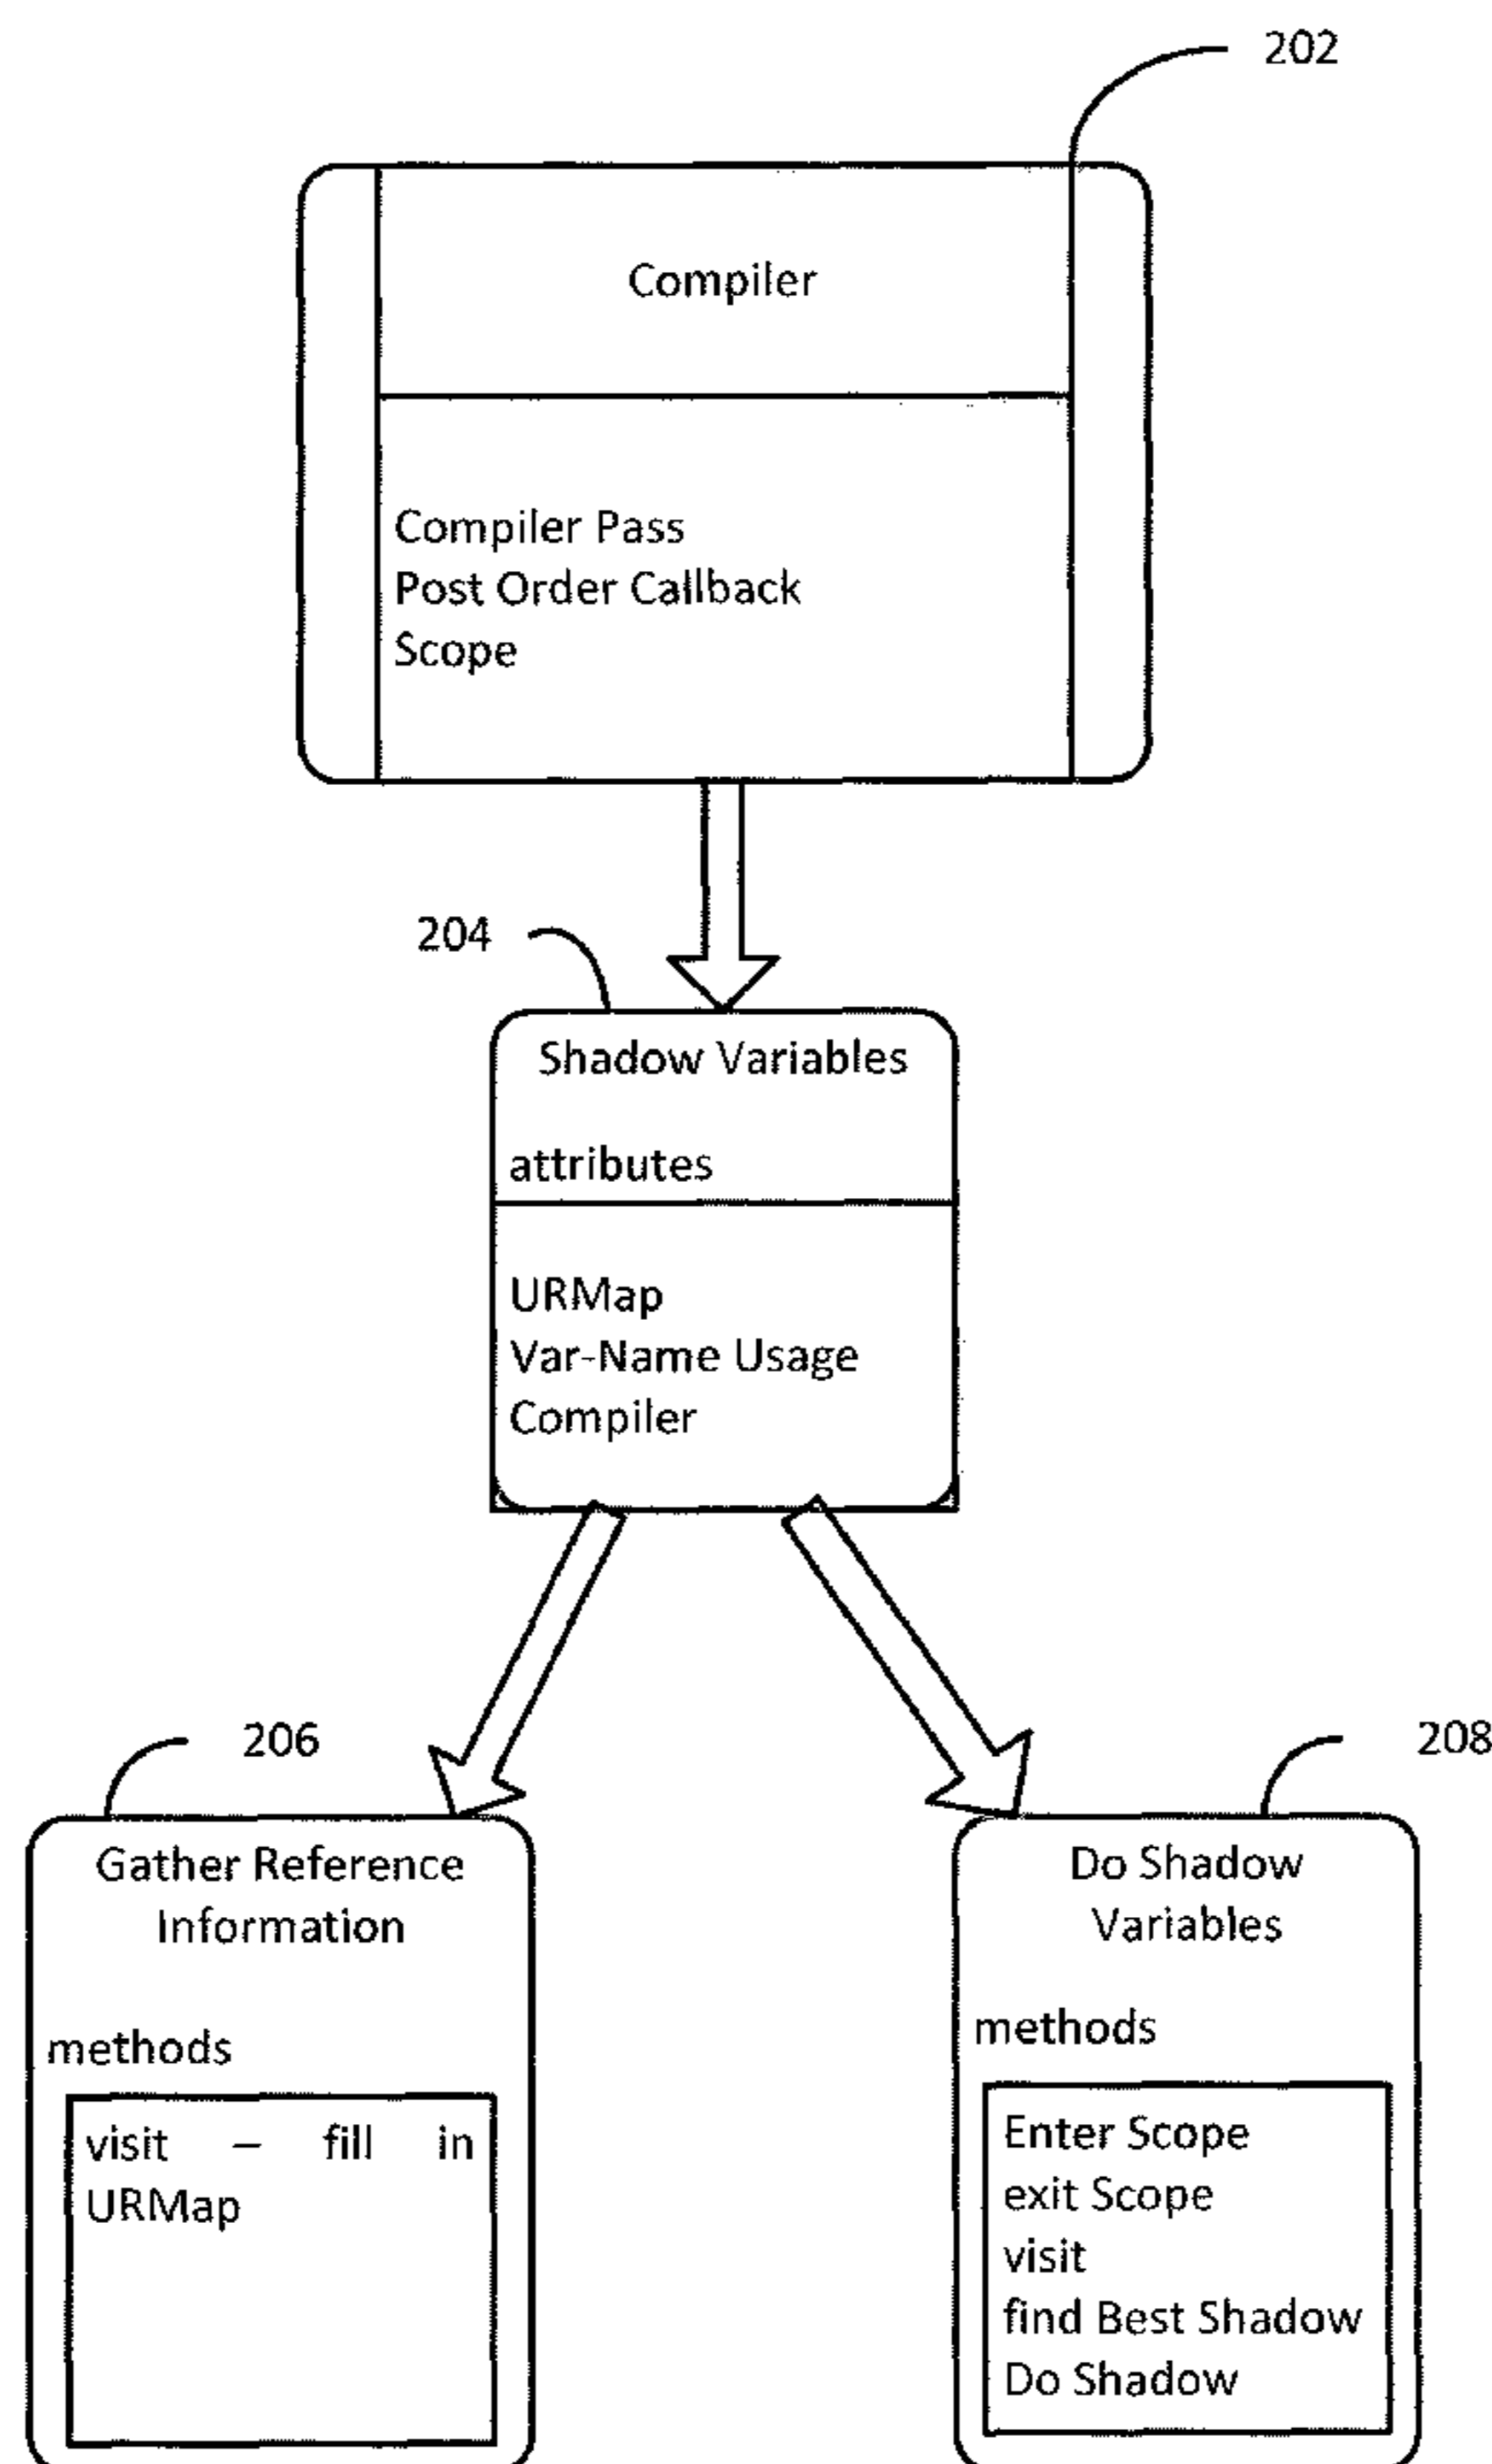 202
Compiler
Compiler Pass
Post Order Callback
Scope
204
Shadow Variables
attributes
URMap
Var-Name Usage
Compiler
206
Gather Reference
Information
methods
visit – fill in
URMap
208
Do Shadow
Variables
methods
Enter Scope
exit Scope
visit
find Best Shadow
Do Shadow